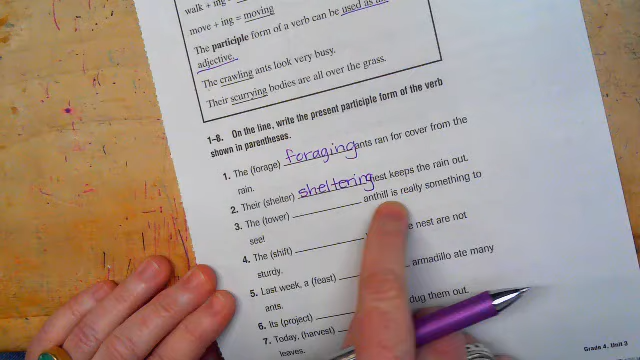 walk + ing =
move + ing = moving
The participle form of a verb can be used as an
adjective.
The crawling ants look very busy.
Their scurrying bodies are all over the grass.
1–8. On the line, write the present participle form of the verb
shown in parentheses.
1. The (forage) foraging ants ran for cover from the
rain.
2. Their (shelter) sheltering nest keeps the rain out.
3. The (tower) ____________ anthill is really something to
see!
4. The (shift) ____________ nest are not
sturdy.
5. Last week, a (feast) ____________ armadillo ate many
ants.
6. Its (project) ____________ dug them out.
7. Today, (harvest)
leaves.
Grade 4, Unit 3